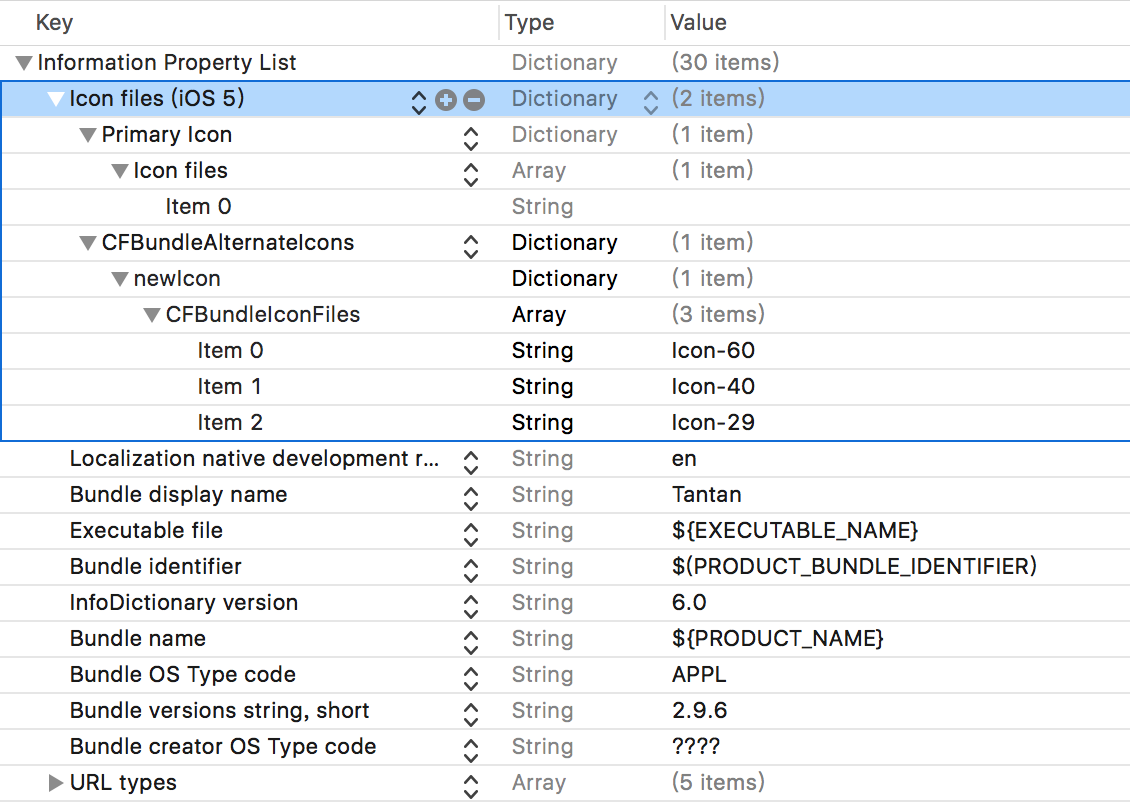 Key Type Value
Information Property List Dictionary (30 items)
Icon files (iOS 5) Dictionary (2 items)
Primary Icon Dictionary (1 item)
Icon files Array (1 item)
Item 0 String
CFBundleAlternateIcons Dictionary (1 item)
newIcon Dictionary (1 item)
CFBundleIconFiles Array (3 items)
Item 0 String Icon-60
Item 1 String Icon-40
Item 2 String Icon-29
Localization native development r... String en
Bundle display name String Tantan
Executable file String ${EXECUTABLE_NAME}
Bundle identifier String $(PRODUCT_BUNDLE_IDENTIFIER)
InfoDictionary version String 6.0
Bundle name String ${PRODUCT_NAME}
Bundle OS Type code String APPL
Bundle versions string, short String 2.9.6
Bundle creator OS Type code String ????
URL types Array (5 items)